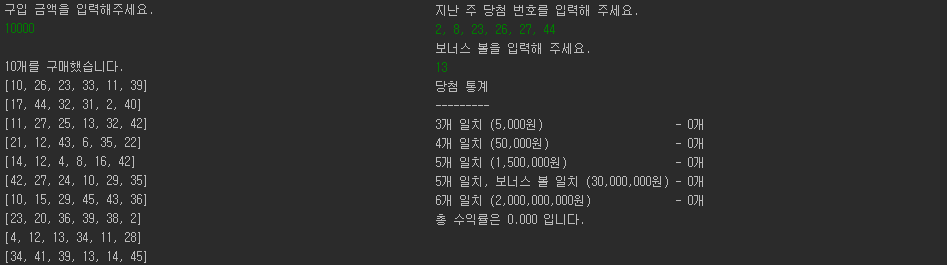 구입 금액을 입력해주세요.
10000
10개를 구매했습니다.
[10, 26, 23, 33, 11, 39]
[17, 44, 32, 31, 2, 40]
[11, 27, 25, 13, 32, 42]
[21, 12, 43, 6, 35, 22]
[14, 12, 4, 8, 16, 42]
[42, 27, 24, 10, 29, 35]
[10, 15, 29, 45, 43, 36]
[23, 20, 36, 39, 38, 2]
[4, 12, 13, 34, 11, 28]
[34, 41, 39, 13, 14, 45]
지난 주 당첨 번호를 입력해 주세요.
2, 8, 23, 26, 27, 44
보너스 볼을 입력해 주세요.
13
당첨 통계
---------
3개 일치 (5,000원) - 0개
4개 일치 (50,000원) - 0개
5개 일치 (1,500,000원) - 0개
5개 일치, 보너스 볼 일치 (30,000,000원) - 0개
6개 일치 (2,000,000,000원) - 0개
총 수익률은 0.000 입니다.